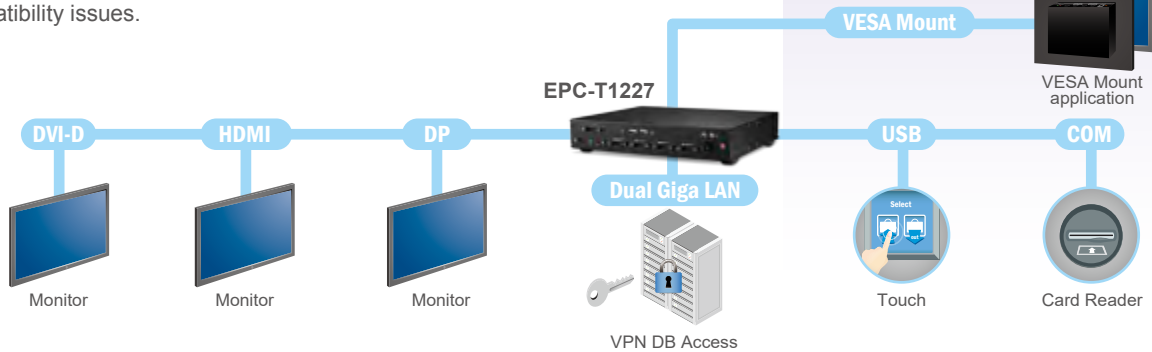 atibility issues.
VESA Mount
VESA Mount
application
EPC-T1227
DVI-D
HDMI
DP
USB
COM
Dual Giga LAN
Select
OUT
Monitor
Monitor
Monitor
Touch
Card Reader
VPN DB Access